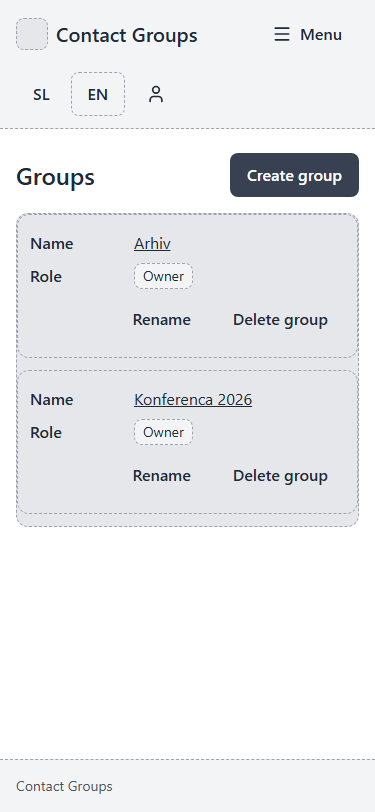 Contact Groups
Menu
SL
EN
Groups
Create group
Name
Arhiv
Role
Owner
Rename
Delete group
Name
Konferenca 2026
Role
Owner
Rename
Delete group
Contact Groups